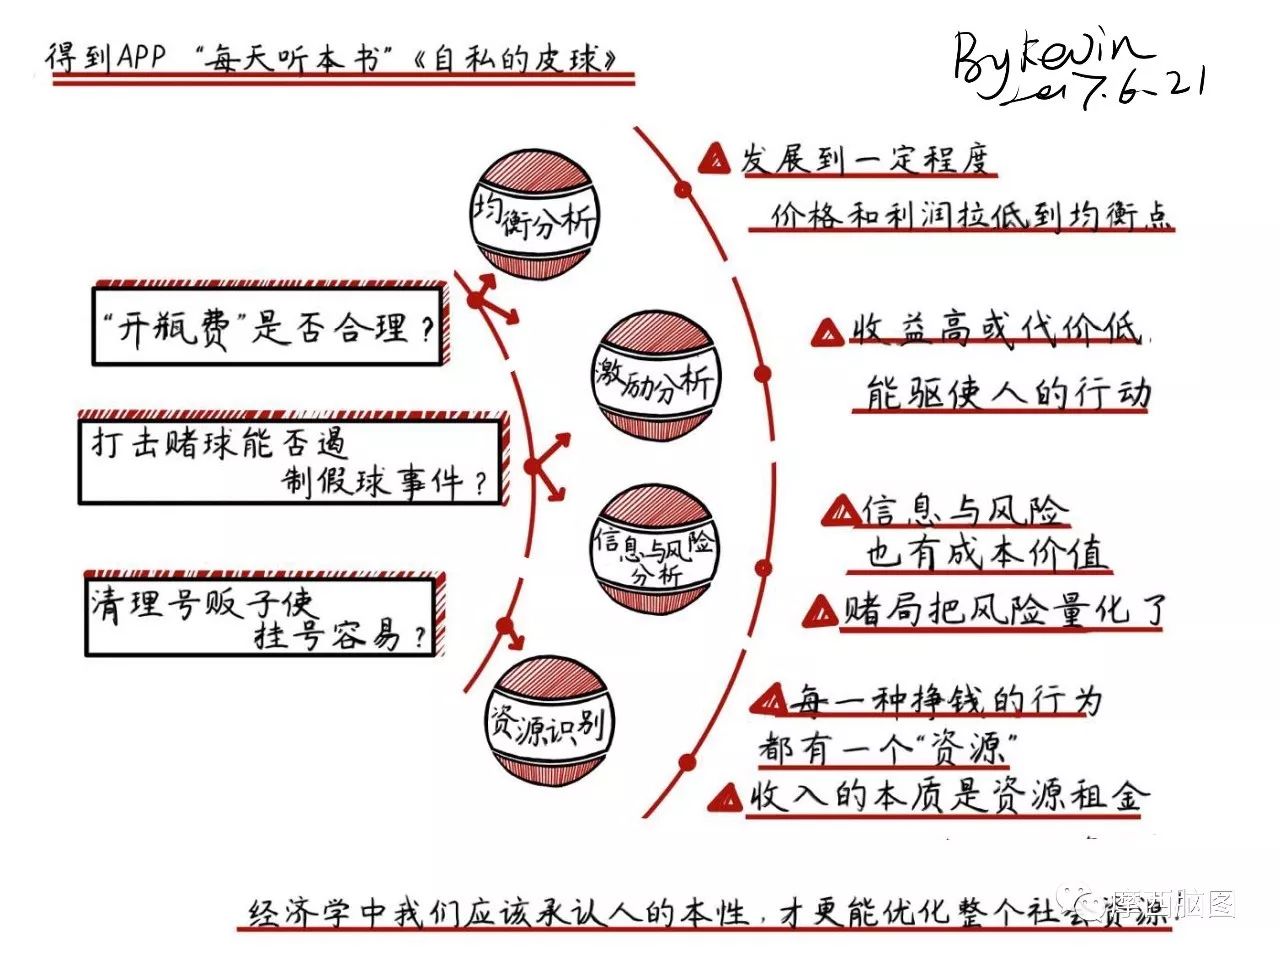 得到APP “每天听本书”《自私的皮球》
By Kevin
2017.6.21
“开瓶费”是否合理?
打击赌球能否遏
制假球事件?
清理号贩子使
挂号容易?
均衡分析
激励分析
信息与风险
分析
资源识别
发展到一定程度
价格和利润拉低到均衡点
收益高或代价低,
能驱使人的行动
信息与风险
也有成本价值
赌局把风险量化了
每一种挣钱的行为
都有一个“资源”
收入的本质是资源租金
经济学中我们应该承认人的本性,才更能优化整个社会资源!
摩西脑图